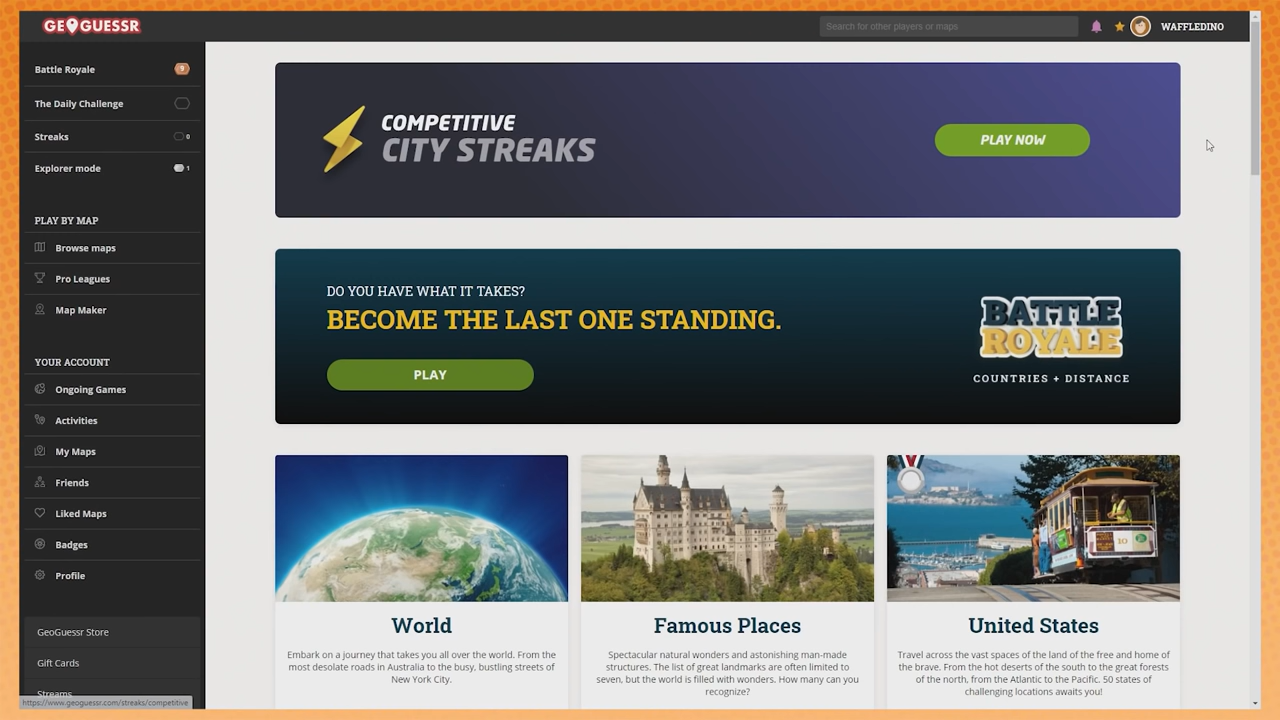 GEOGUESSR
Search for other players or maps
WAFFLEDINO
Battle Royale
9
The Daily Challenge
Streaks
0
Explorer mode
1
PLAY BY MAP
Browse maps
Pro Leagues
Map Maker
YOUR ACCOUNT
Ongoing Games
Activities
My Maps
Friends
Liked Maps
Badges
Profile
GeoGuessr Store
Gift Cards
Streams
https://www.geoguessr.com/streaks/competitive
COMPETITIVE
CITY STREAKS
PLAY NOW
DO YOU HAVE WHAT IT TAKES?
BECOME THE LAST ONE STANDING.
PLAY
BATTLE
ROYALE
COUNTRIES + DISTANCE
10
World
Embark on a journey that takes you all over the world. From the
most desolate roads in Australia to the busy, bustling streets of
New York City.
Famous Places
Spectacular natural wonders and astonishing man-made
structures. The list of great landmarks are often limited to
seven, but the world is filled with wonders. How many can you
recognize?
United States
Travel across the vast spaces of the land of the free and home of
the brave. From the hot deserts of the south to the great forests
of the north, from the Atlantic to the Pacific. 50 states of
challenging locations awaits you!